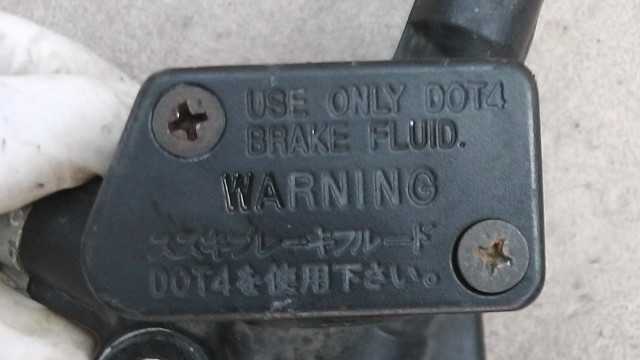 USE ONLY DOT4
BRAKE FLUID.
WARNING
スズキブレーキフルード
DOT4を使用下さい。